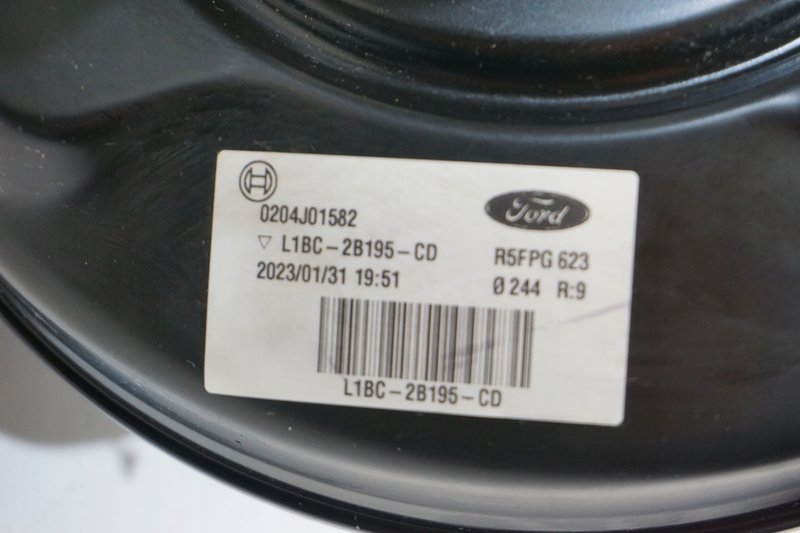 0204J01582
Ford
▽ L1BC-2B195-CD
R5FPG 623
2023/01/31 19:51
Ø 244 R:9
L1BC-2B195-CD